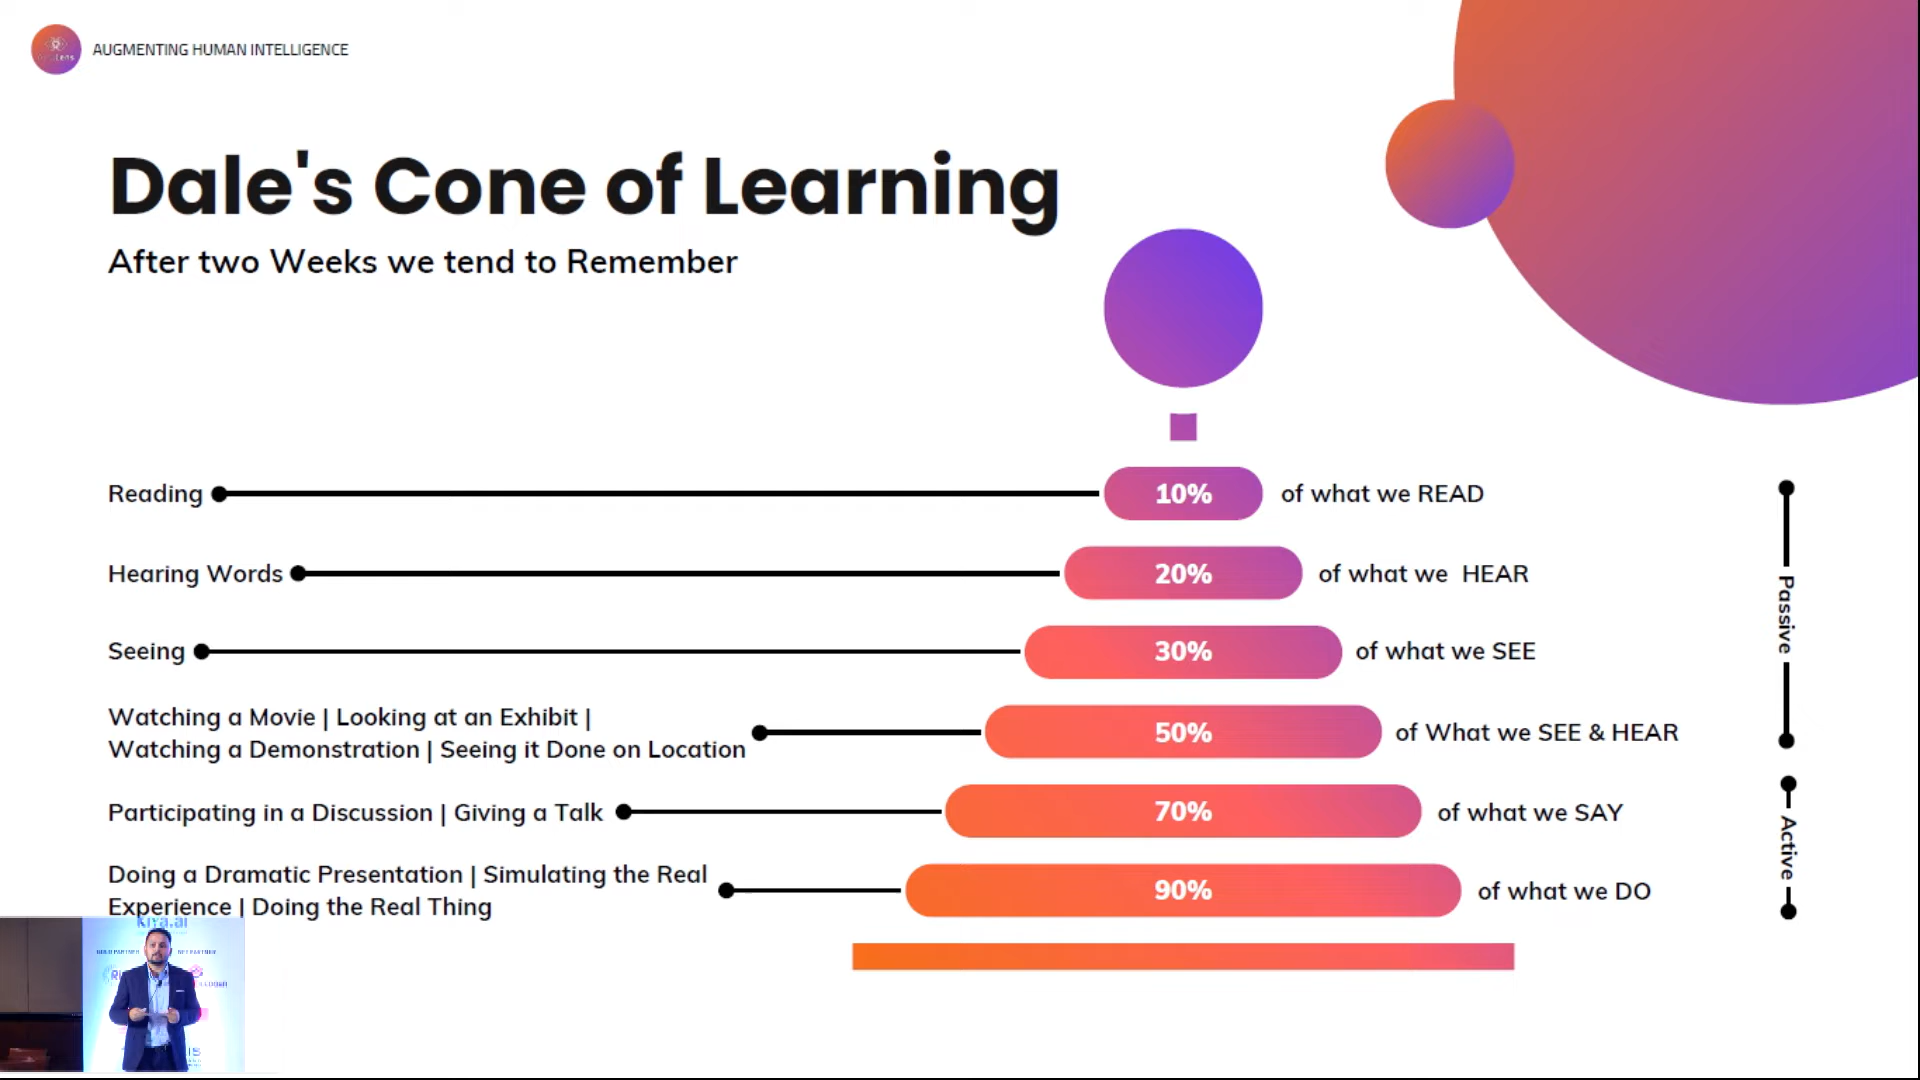 AUGMENTING HUMAN INTELLIGENCE
Dale's Cone of Learning
After two Weeks we tend to Remember
Reading
10%
of what we READ
Hearing Words
20%
of what we HEAR
Seeing
30%
of what we SEE
Watching a Movie | Looking at an Exhibit |
Watching a Demonstration | Seeing it Done on Location
50%
of What we SEE & HEAR
Participating in a Discussion | Giving a Talk
70%
of what we SAY
Doing a Dramatic Presentation | Simulating the Real
Experience | Doing the Real Thing
90%
of what we DO
Passive
Active
kiya.ai